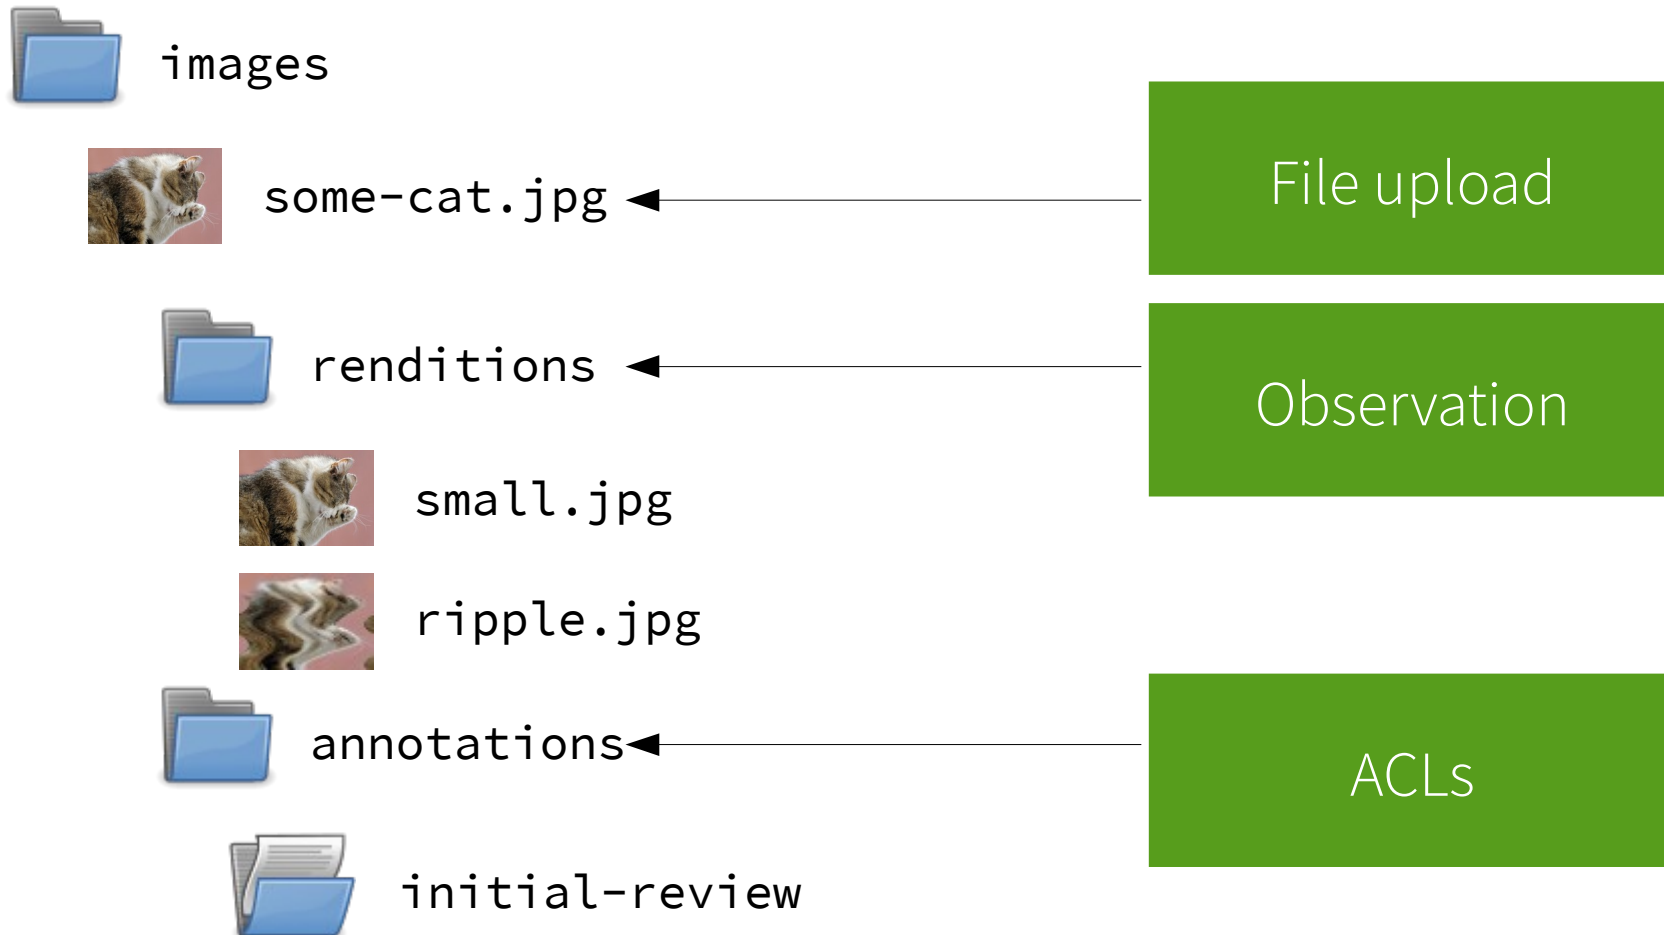 images
some-cat.jpg
File upload
renditions
Observation
small.jpg
ripple.jpg
annotations
ACLs
initial-review